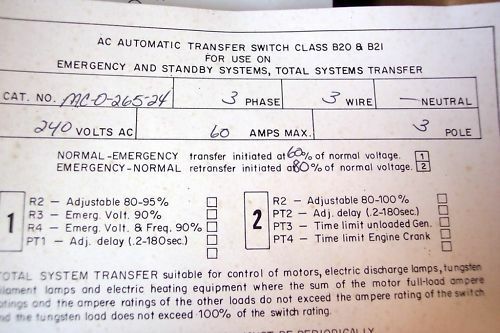 AC AUTOMATIC TRANSFER SWITCH CLASS B20 & B21
FOR USE ON
EMERGENCY AND STANDBY SYSTEMS, TOTAL SYSTEMS TRANSFER
CAT. NO. MC-D-265-24 3 PHASE 3 WIRE — NEUTRAL
240 VOLTS AC 60 AMPS MAX. 3 POLE
NORMAL-EMERGENCY transfer initiated at 60% of normal voltage. 1
EMERGENCY-NORMAL retransfer initiated at 80% of normal voltage. 2
1
R2 - Adjustable 80-95%
R3 - Emerg. Volt. 90%
R4 - Emerg. Volt. & Freq. 90%
PT1 - Adj. delay (.2-180sec.)
2
R2 - Adjustable 80-100%
PT2 - Adj. delay (.2-180sec.)
PT3 - Time limit unloaded Gen.
PT4 - Time limit Engine Crank
TOTAL SYSTEM TRANSFER suitable for control of motors, electric discharge lamps, tungsten
filament lamps and electric heating equipment where the sum of the motor full-load ampere
ratings and the ampere ratings of the other loads do not exceed the ampere rating of the switch
and the tungsten load does not exceed 100% of the switch rating.